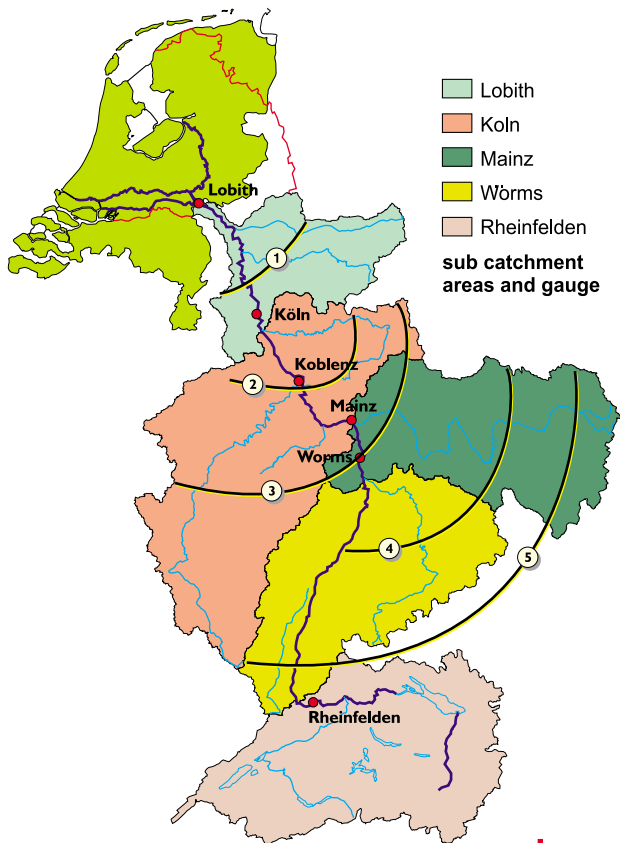 Lobith
Koln
Mainz
Wörms
Rheinfelden
sub catchment
areas and gauge
Lobith
1
Köln
Koblenz
2
Mainz
Worms
3
4
5
Rheinfelden